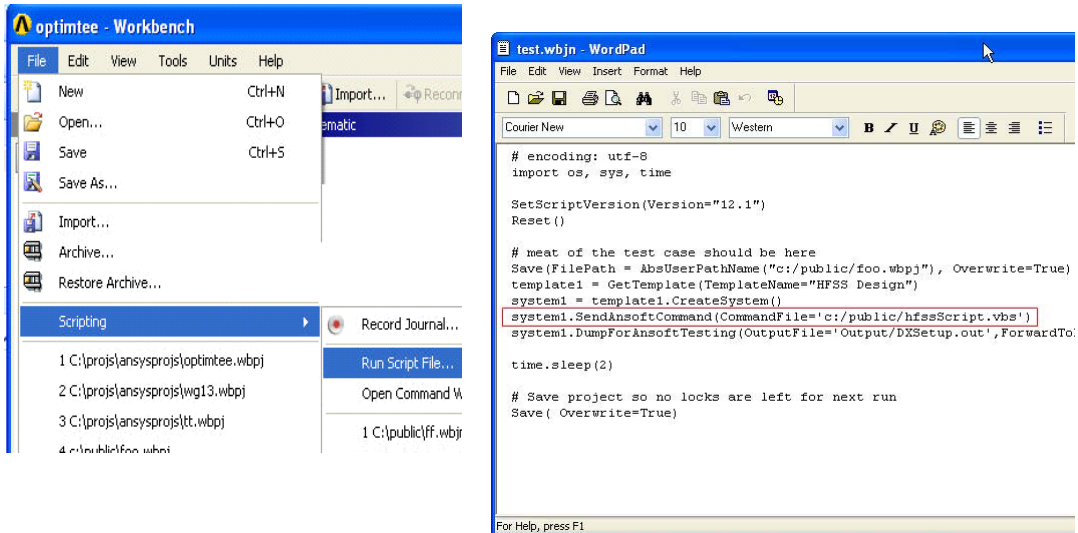 optimtee - Workbench
File Edit View Tools Units Help
New Ctrl+N
Open... Ctrl+O
Save Ctrl+S
Save As...
Import...
Archive...
Restore Archive...
Scripting
1 C:\projs\ansysprojs\optimtee.wbpj
2 C:\projs\ansysprojs\wg13.wbpj
3 C:\projs\ansysprojs\tt.wbpj
4 c:\public\foo.wbpj
Import... Reconn
ematic
Record Journal...
Run Script File...
Open Command W
1 C:\public\ff.wbjn
test.wbjn - WordPad
File Edit View Insert Format Help
Courier New 10 Western B I U
# encoding: utf-8
import os, sys, time
SetScriptVersion(Version="12.1")
Reset()
# meat of the test case should be here
Save(FilePath = AbsUserPathName("c:/public/foo.wbpj"), Overwrite=True)
template1 = GetTemplate(TemplateName="HFSS Design")
system1 = template1.CreateSystem()
system1.SendAnsoftCommand(CommandFile='c:/public/hfssScript.vbs')
system1.DumpForAnsoftTesting(OutputFile='Output/DXSetup.out',ForwardTo
time.sleep(2)
# Save project so no locks are left for next run
Save( Overwrite=True)
For Help, press F1